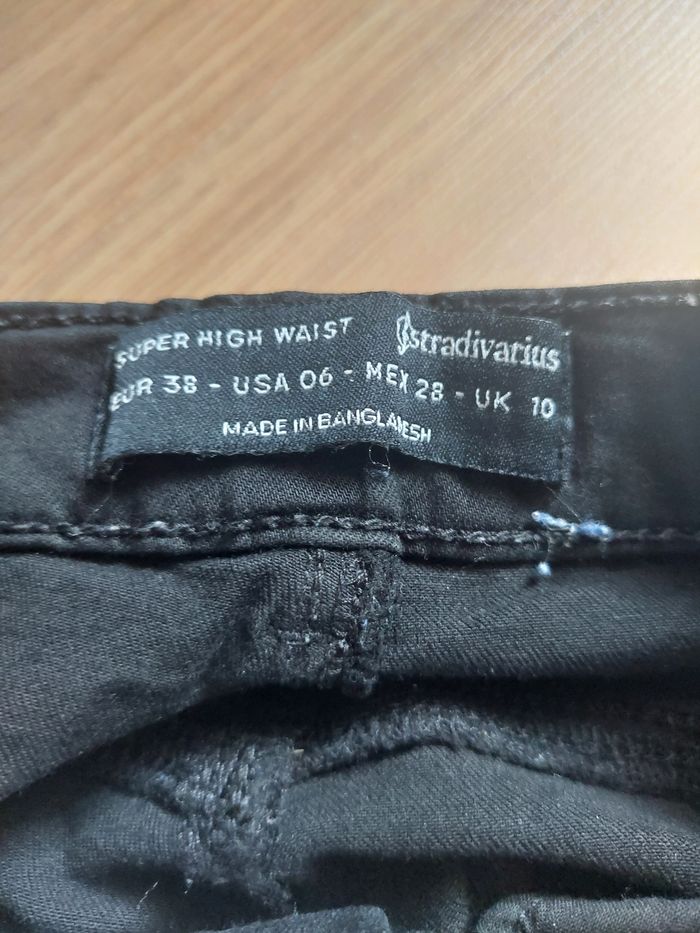 SUPER HIGH WAIST
stradivarius
EUR 38 - USA 06 - MEX 28 - UK 10
MADE IN BANGLADESH